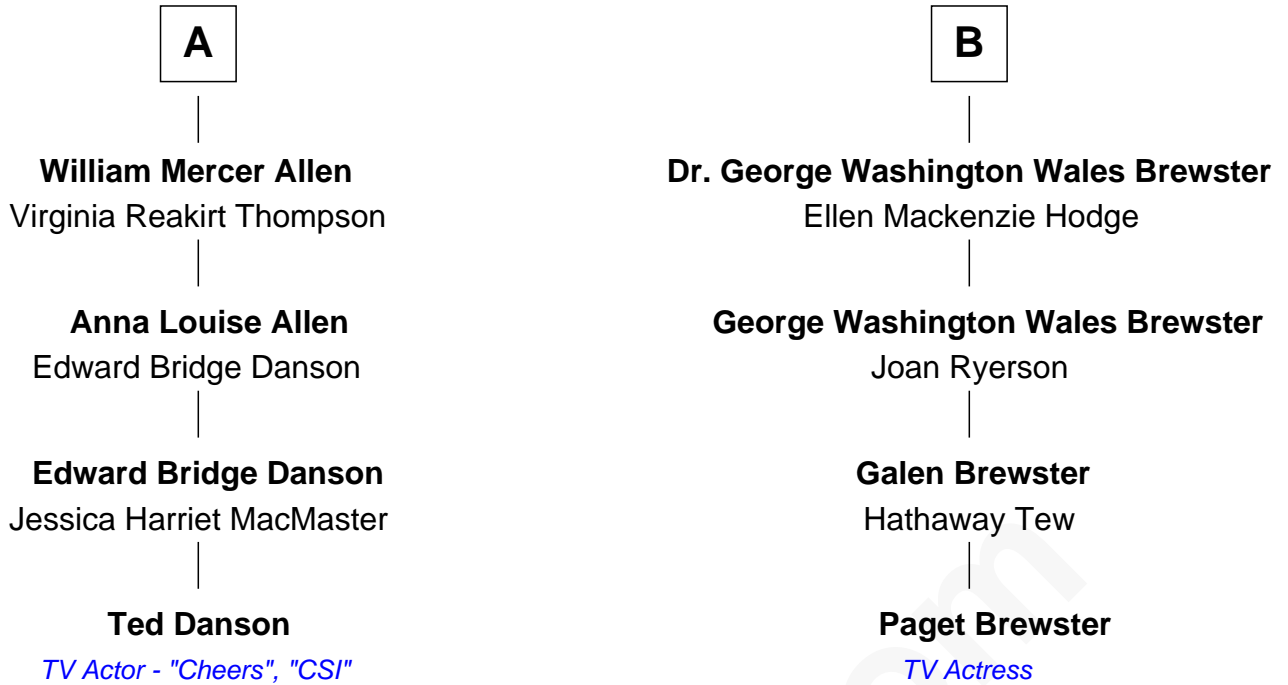 A
William Mercer Allen
Virginia Reakirt Thompson
Anna Louise Allen
Edward Bridge Danson
Edward Bridge Danson
Jessica Harriet MacMaster
Ted Danson
TV Actor - "Cheers", "CSI"
B
Dr. George Washington Wales Brewster
Ellen Mackenzie Hodge
George Washington Wales Brewster
Joan Ryerson
Galen Brewster
Hathaway Tew
Paget Brewster
TV Actress